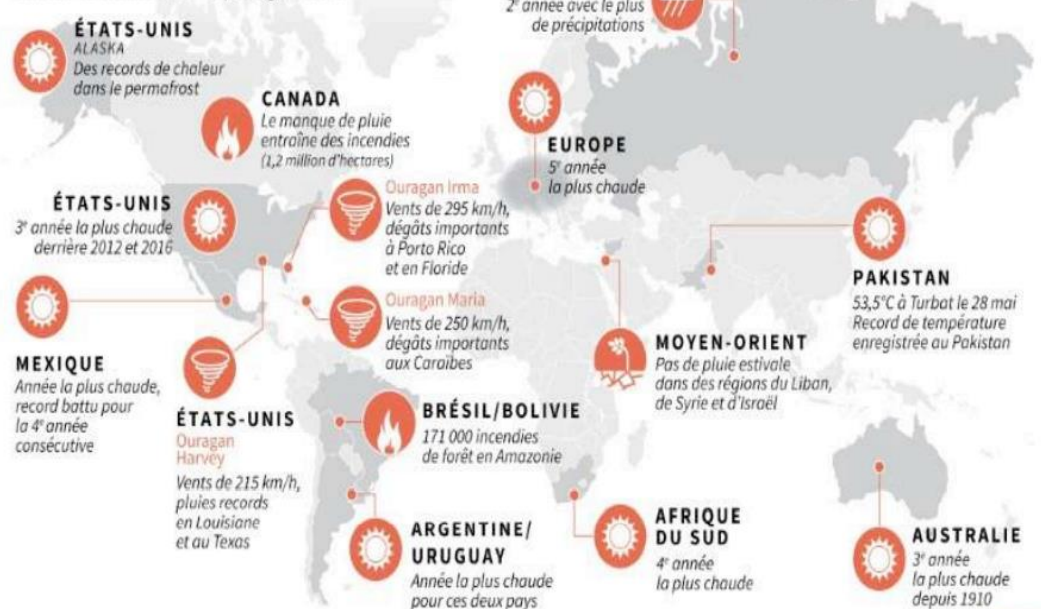 2e année avec le plus
de précipitations
ÉTATS-UNIS
ALASKA
Des records de chaleur
dans le permafrost
CANADA
Le manque de pluie
entraîne des incendies
(1,2 million d'hectares)
EUROPE
5e année
la plus chaude
ÉTATS-UNIS
3e année la plus chaude
derrière 2012 et 2016
Ouragan Irma
Vents de 295 km/h,
dégâts importants
à Porto Rico
et en Floride
PAKISTAN
53,5°C à Turbat le 28 mai
Record de température
enregistrée au Pakistan
Ouragan Maria
Vents de 250 km/h,
dégâts importants
aux Caraïbes
MOYEN-ORIENT
Pas de pluie estivale
dans des régions du Liban,
de Syrie et d'Israël
MEXIQUE
Année la plus chaude,
record battu pour
la 4e année
consécutive
ÉTATS-UNIS
Ouragan
Harvey
Vents de 215 km/h,
pluies records
en Louisiane
et au Texas
BRÉSIL/BOLIVIE
171 000 incendies
de forêt en Amazonie
ARGENTINE/
URUGUAY
Année la plus chaude
pour ces deux pays
AFRIQUE
DU SUD
4e année
la plus chaude
AUSTRALIE
3e année
la plus chaude
depuis 1910